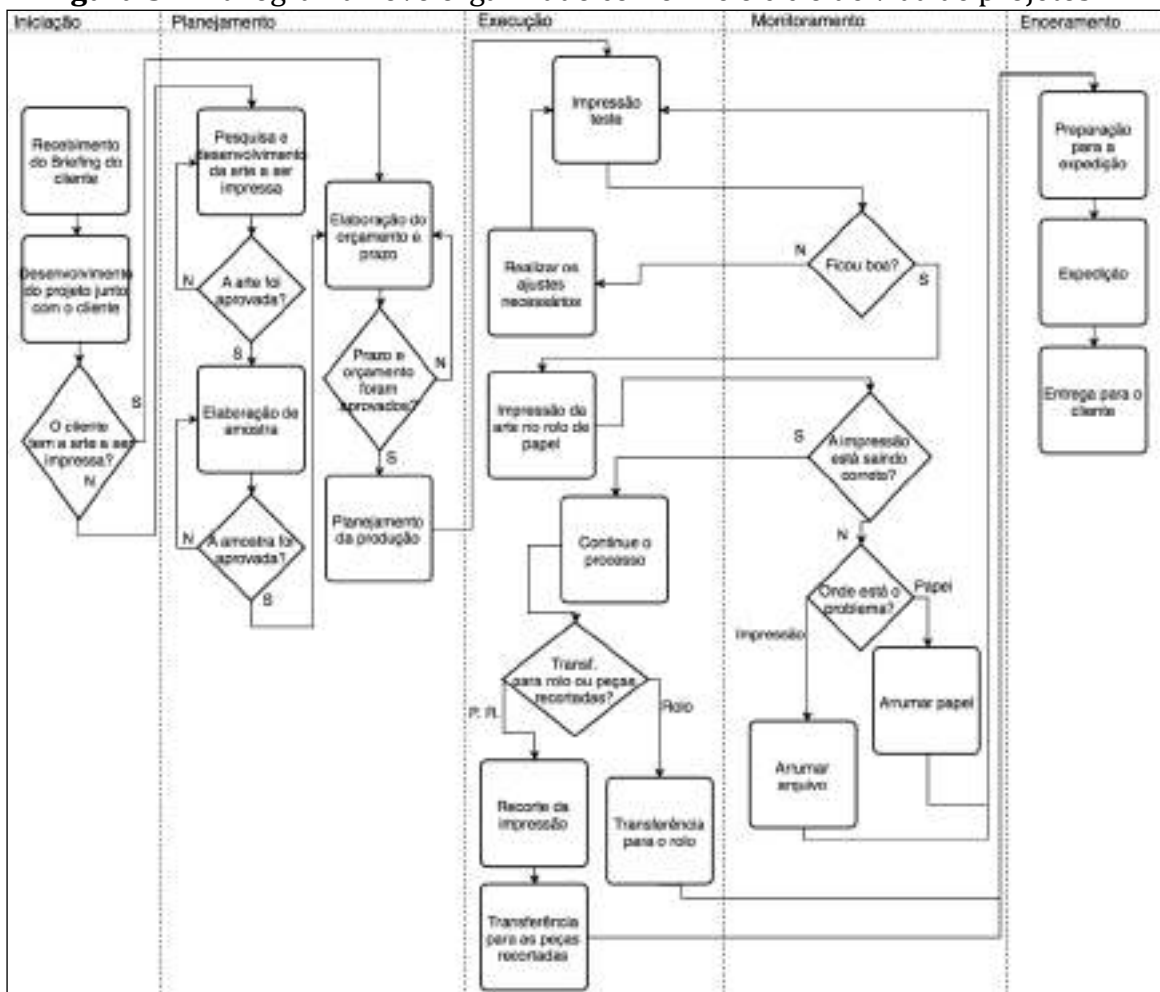 Iniciação
Planejamento
Execução
Monitoramento
Enceramento
Recebimento
do Briefing do
cliente
Desenvolvimento
do projeto junto
com o cliente
O cliente
tem a arte a ser
impressa?
S
N
Pesquisa e
desenvolvimento
da arte a ser
impressa
A arte foi
aprovada?
N
S
Elaboração de
amostra
A amostra foi
aprovada?
N
S
Elaboração do
orçamento e
prazo
Prazo e
orçamento
foram
aprovados?
N
S
Planejamento
da produção
Impressão
teste
Ficou boa?
N
S
Realizar os
ajustes
necessários
Impressão da
arte no rolo de
papel
A impressão
está saindo
correto?
S
N
Continue o
processo
Onde está o
problema?
Papel
Impressão
Arrumar papel
Arrumar
arquivo
Transf.
para rolo ou peças
recortadas?
P. R.
Rolo
Recorte da
impressão
Transferência
para o rolo
Transferência
para as peças
recortadas
Preparação
para a
expedição
Expedição
Entrega para o
cliente